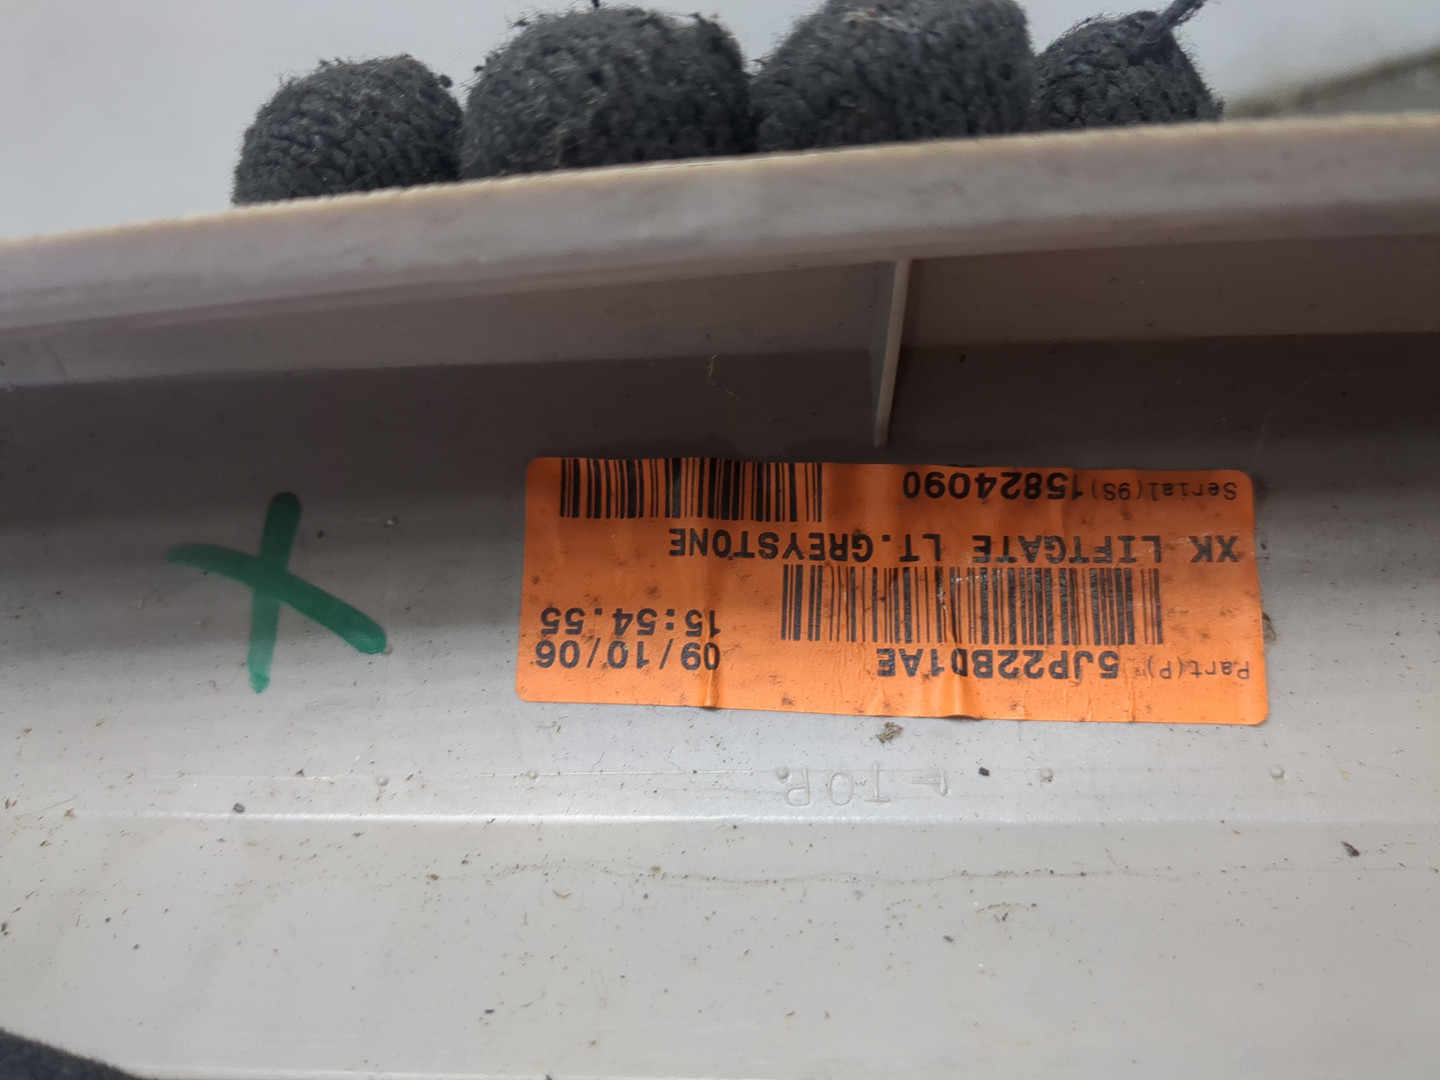 Part(P) 5JP22BD1AE
09/10/06
15:54.55
XK LIFTGATE LT.GREYSTONE
Serial(9S) 15824090
TOP